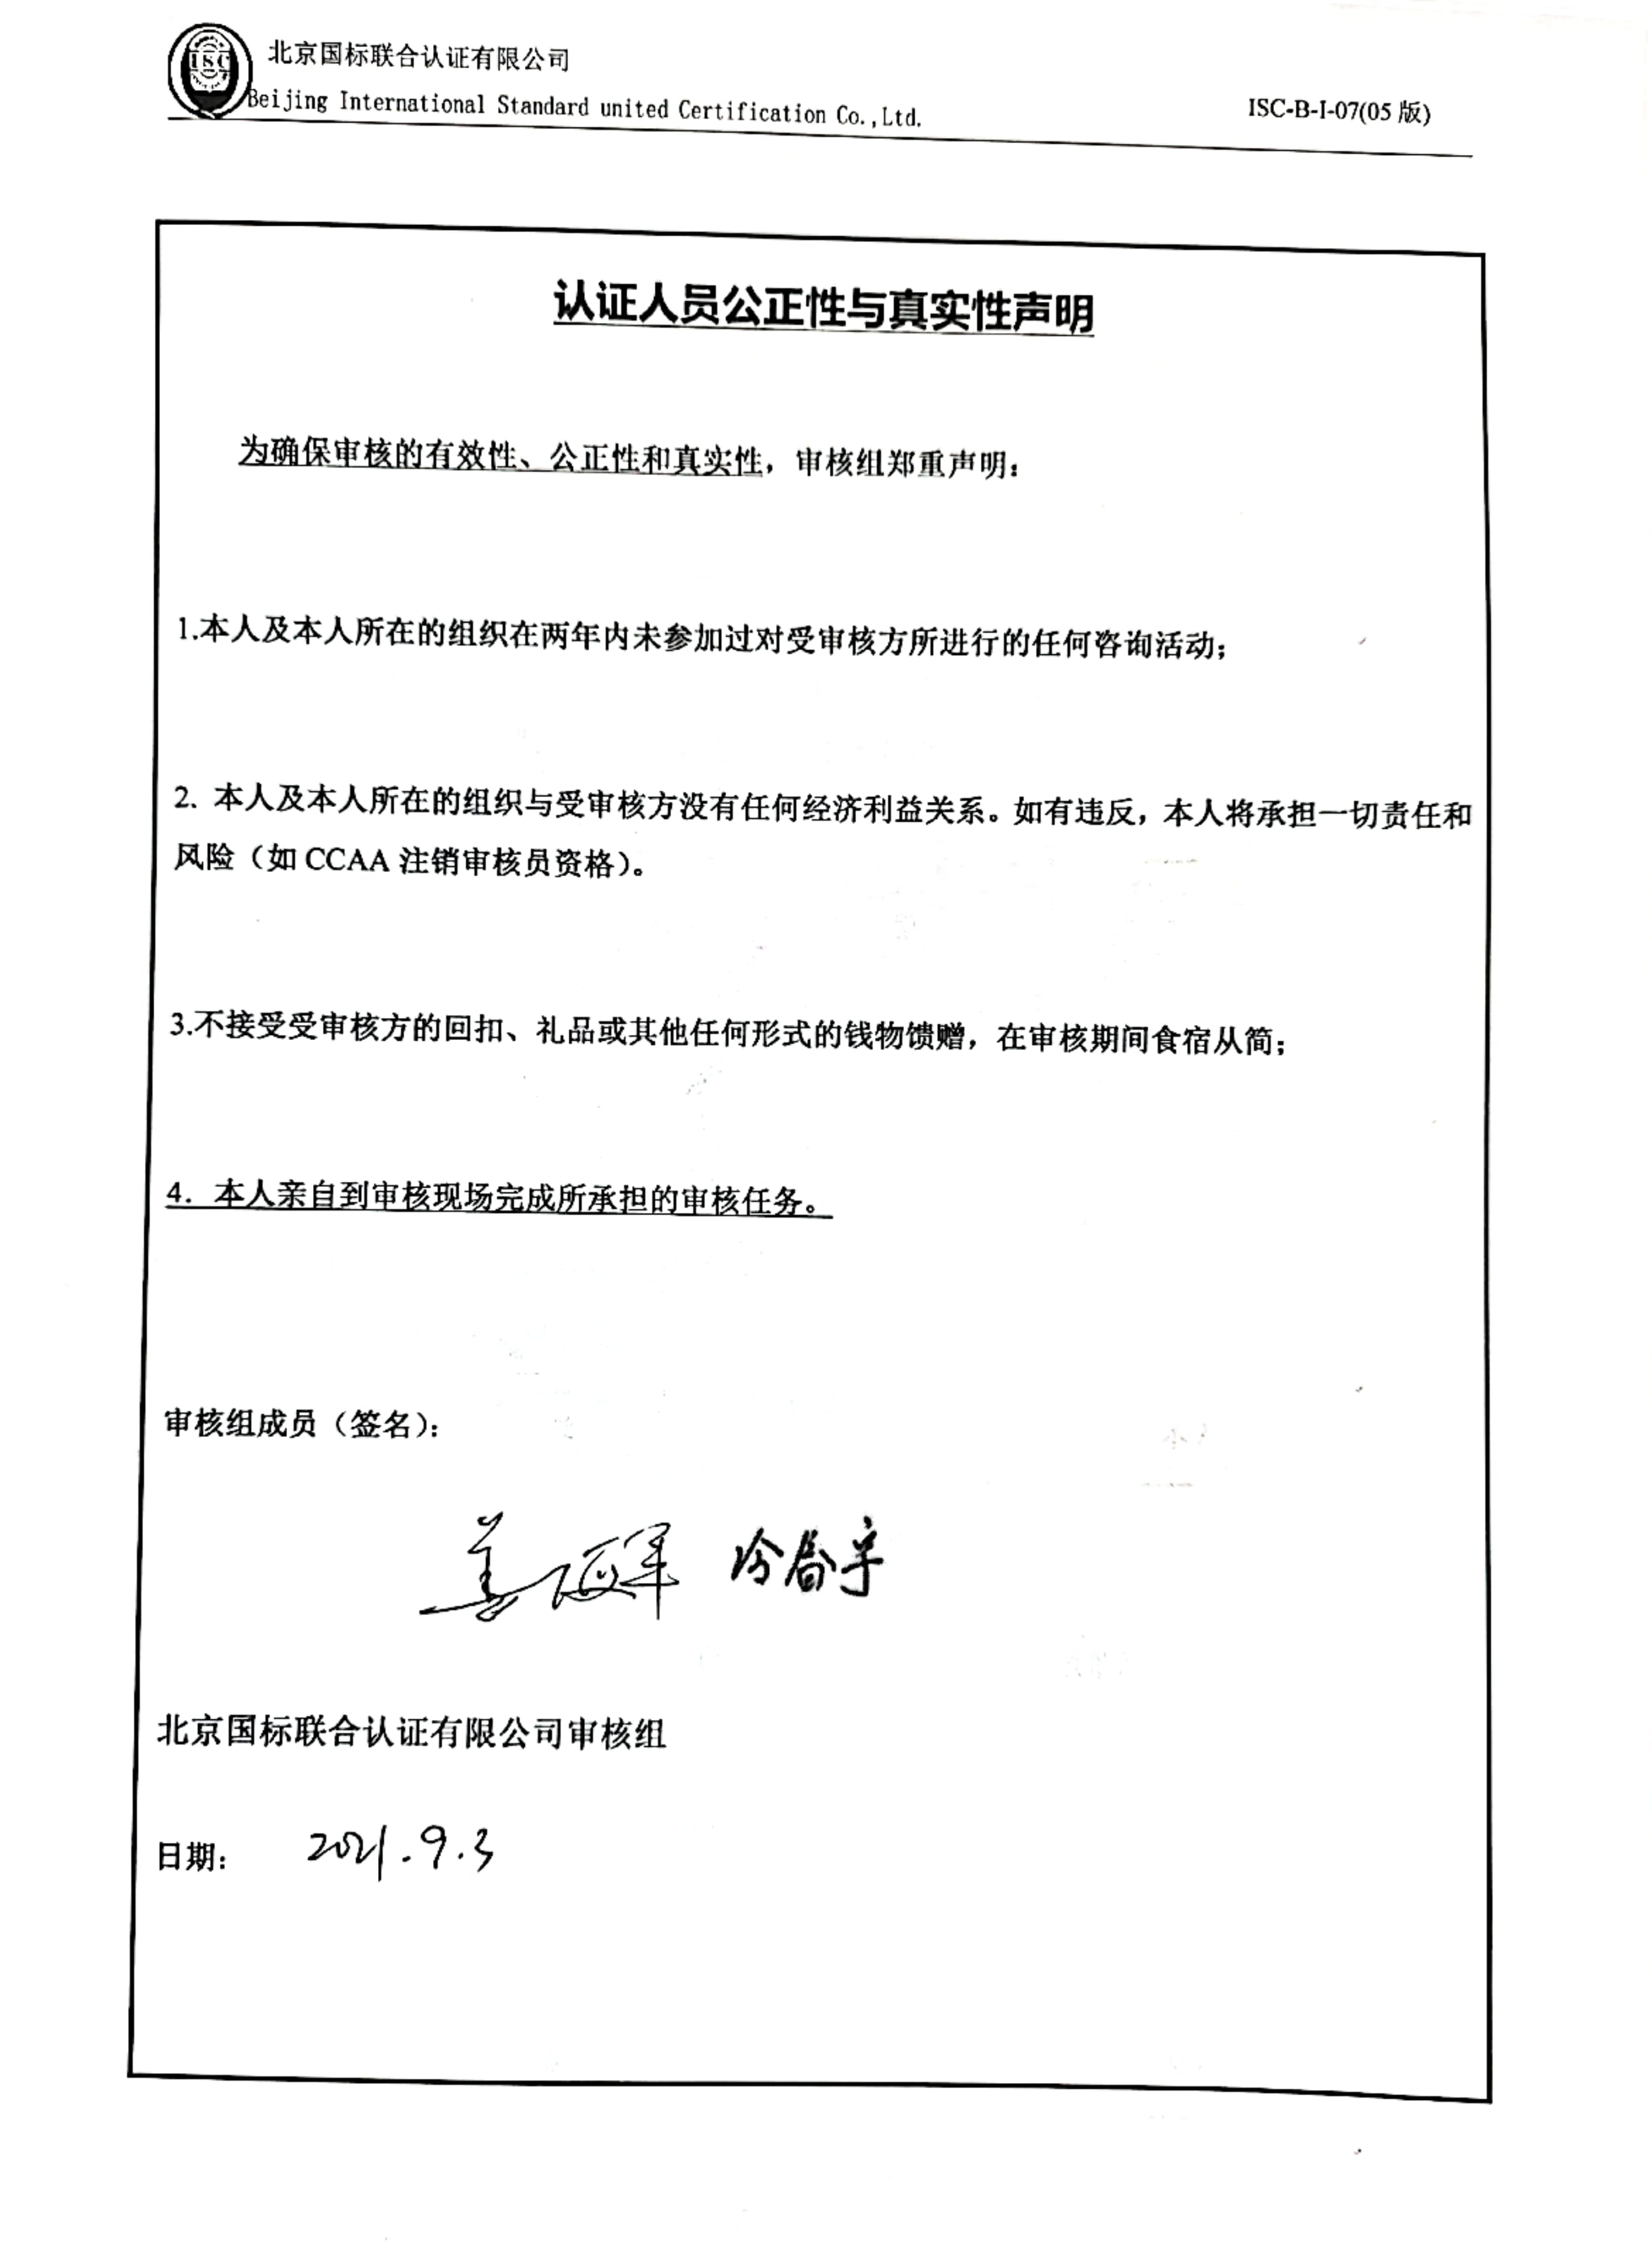 ISC
北京国标联合认证有限公司
Beijing International Standard united Certification Co.,Ltd.
ISC-B-I-07(05 版)
认证人员公正性与真实性声明
为确保审核的有效性、公正性和真实性，审核组郑重声明：
1.本人及本人所在的组织在两年内未参加过对受审核方所进行的任何咨询活动；
2. 本人及本人所在的组织与受审核方没有任何经济利益关系。如有违反，本人将承担一切责任和
风险（如 CCAA 注销审核员资格）。
3.不接受受审核方的回扣、礼品或其他任何形式的钱物馈赠，在审核期间食宿从简；
4. 本人亲自到审核现场完成所承担的审核任务。
审核组成员（签名）：
姜海军 冷春宇
北京国标联合认证有限公司审核组
日期： 2021.9.3